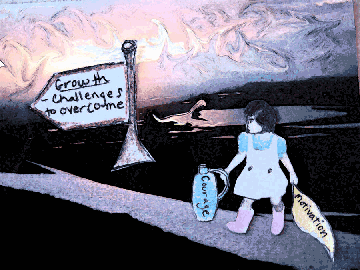 Growth
- Challenges
to overcome
Courage
Motivation